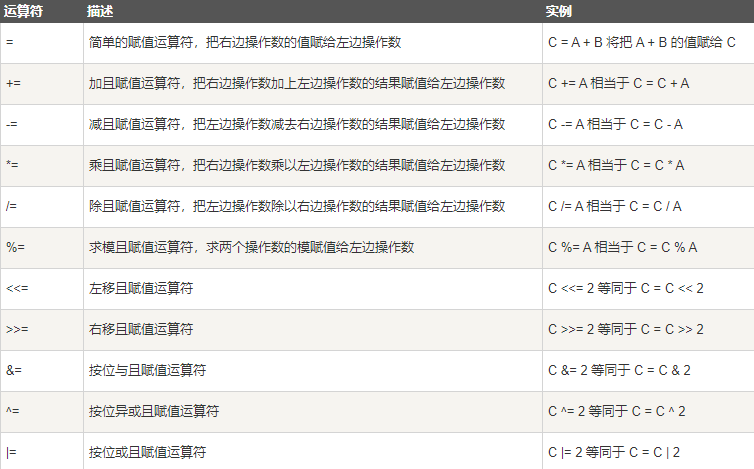 运算符 描述 实例
= 简单的赋值运算符，把右边操作数的值赋给左边操作数 C = A + B 将把 A + B 的值赋给 C
+= 加且赋值运算符，把右边操作数加上左边操作数的结果赋值给左边操作数 C += A 相当于 C = C + A
-= 减且赋值运算符，把左边操作数减去右边操作数的结果赋值给左边操作数 C -= A 相当于 C = C - A
*= 乘且赋值运算符，把右边操作数乘以左边操作数的结果赋值给左边操作数 C *= A 相当于 C = C * A
/= 除且赋值运算符，把左边操作数除以右边操作数的结果赋值给左边操作数 C /= A 相当于 C = C / A
%= 求模且赋值运算符，求两个操作数的模赋值给左边操作数 C %= A 相当于 C = C % A
<<= 左移且赋值运算符 C <<= 2 等同于 C = C << 2
>>= 右移且赋值运算符 C >>= 2 等同于 C = C >> 2
&= 按位与且赋值运算符 C &= 2 等同于 C = C & 2
^= 按位异或且赋值运算符 C ^= 2 等同于 C = C ^ 2
|= 按位或且赋值运算符 C |= 2 等同于 C = C | 2